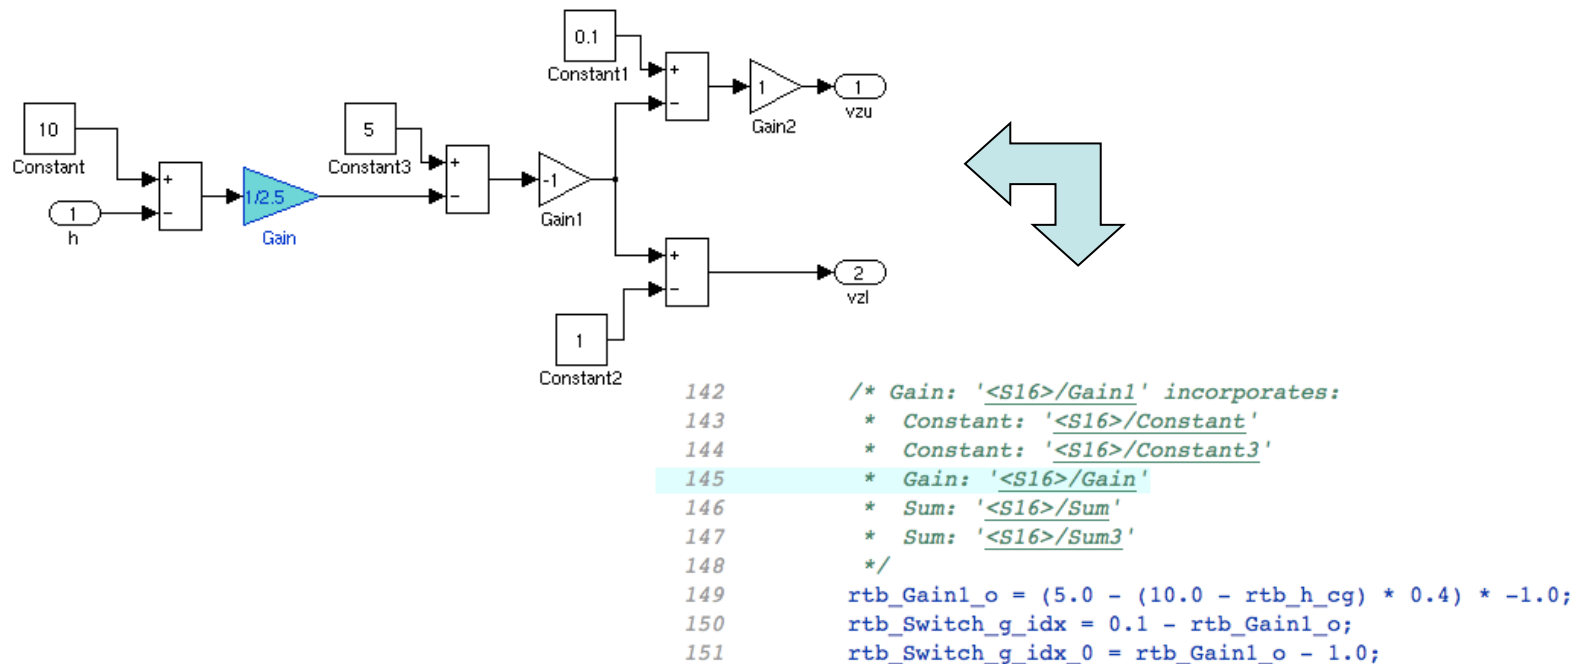 0.1
Constant1
+
−
1
Gain2
1
vzu
10
Constant
+
−
1
h
1/2.5
Gain
5
Constant3
+
−
-1
Gain1
+
−
2
vzl
1
Constant2
142 /* Gain: '<S16>/Gain1' incorporates:
143 * Constant: '<S16>/Constant'
144 * Constant: '<S16>/Constant3'
145 * Gain: '<S16>/Gain'
146 * Sum: '<S16>/Sum'
147 * Sum: '<S16>/Sum3'
148 */
149 rtb_Gain1_o = (5.0 - (10.0 - rtb_h_cg) * 0.4) * -1.0;
150 rtb_Switch_g_idx = 0.1 - rtb_Gain1_o;
151 rtb_Switch_g_idx_0 = rtb_Gain1_o - 1.0;